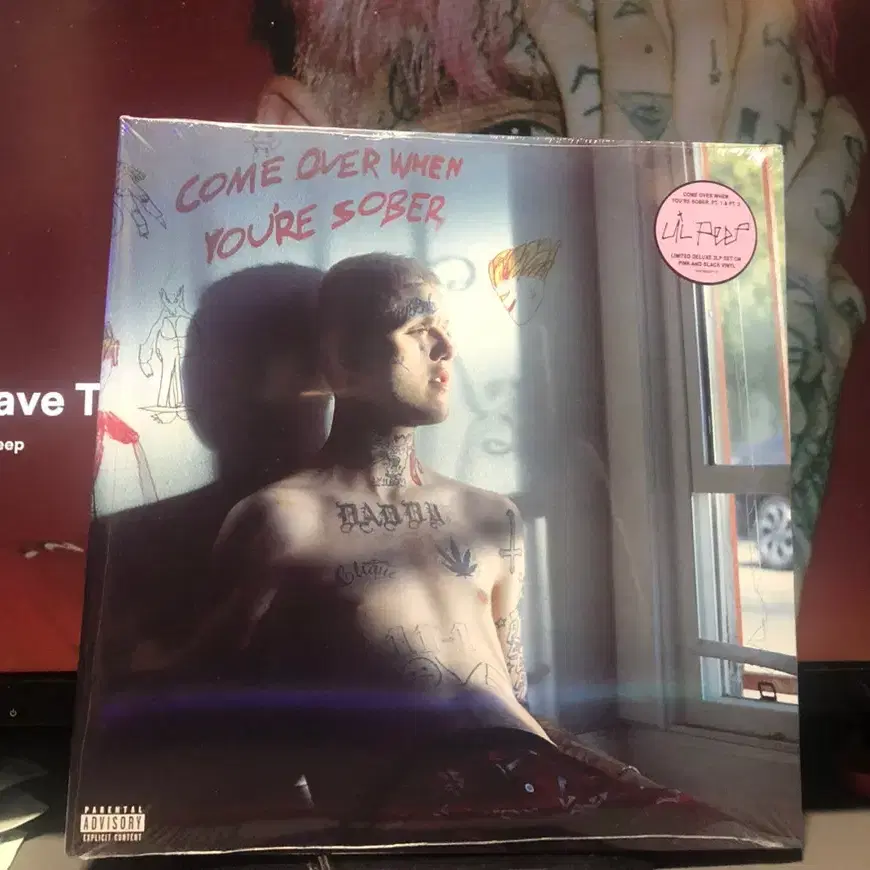 COME OVER WHEN
YOU'RE SOBER
COME OVER WHEN
YOU'RE SOBER, PT. 1 & PT. 2
LiL PEEP
LIMITED DELUXE 2LP SET ON
PINK AND BLACK VINYL
ave T
eep
DADDY
PARENTAL
ADVISORY
EXPLICIT CONTENT